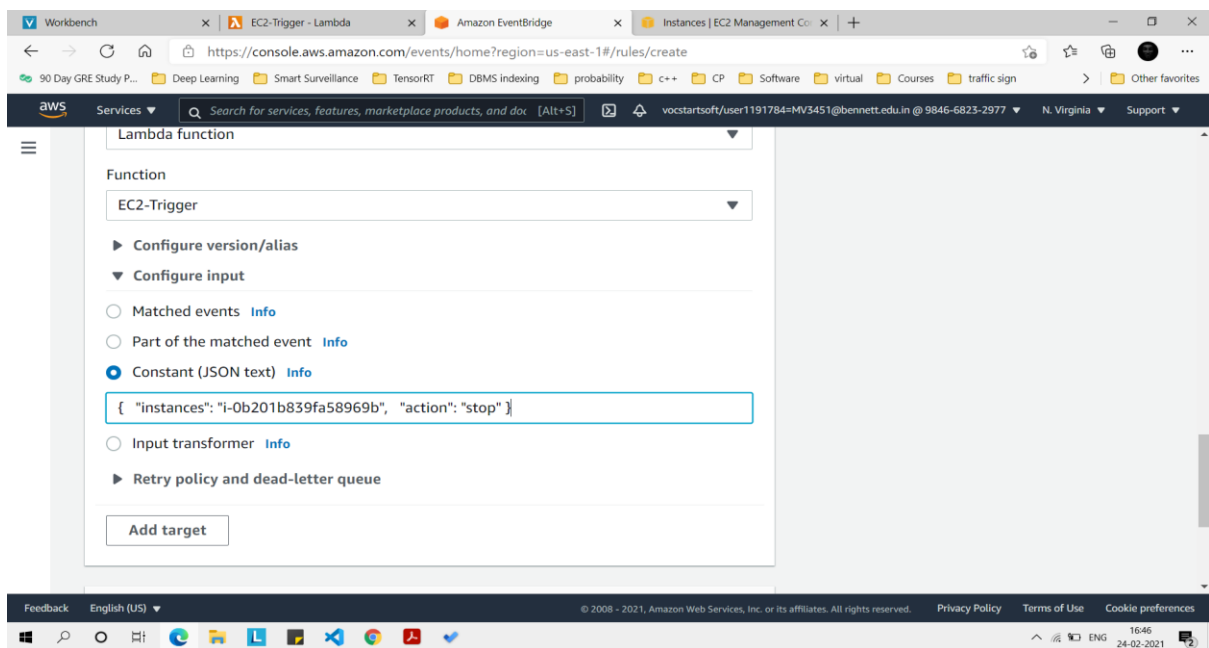 Workbench
EC2-Trigger - Lambda
Amazon EventBridge
Instances | EC2 Management Co
https://console.aws.amazon.com/events/home?region=us-east-1#/rules/create
90 Day GRE Study P...
Deep Learning
Smart Surveillance
TensorRT
DBMS indexing
probability
c++
CP
Software
virtual
Courses
traffic sign
Other favorites
aws
Services
Search for services, features, marketplace products, and doc
[Alt+S]
vocstartsoft/user1191784=MV3451@bennett.edu.in @ 9846-6823-2977
N. Virginia
Support
Lambda function
Function
EC2-Trigger
Configure version/alias
Configure input
Matched events Info
Part of the matched event Info
Constant (JSON text) Info
{ "instances": "i-0b201b839fa58969b", "action": "stop" }
Input transformer Info
Retry policy and dead-letter queue
Add target
Feedback
English (US)
© 2008 - 2021, Amazon Web Services, Inc. or its affiliates. All rights reserved.
Privacy Policy
Terms of Use
Cookie preferences
ENG
16:46
24-02-2021